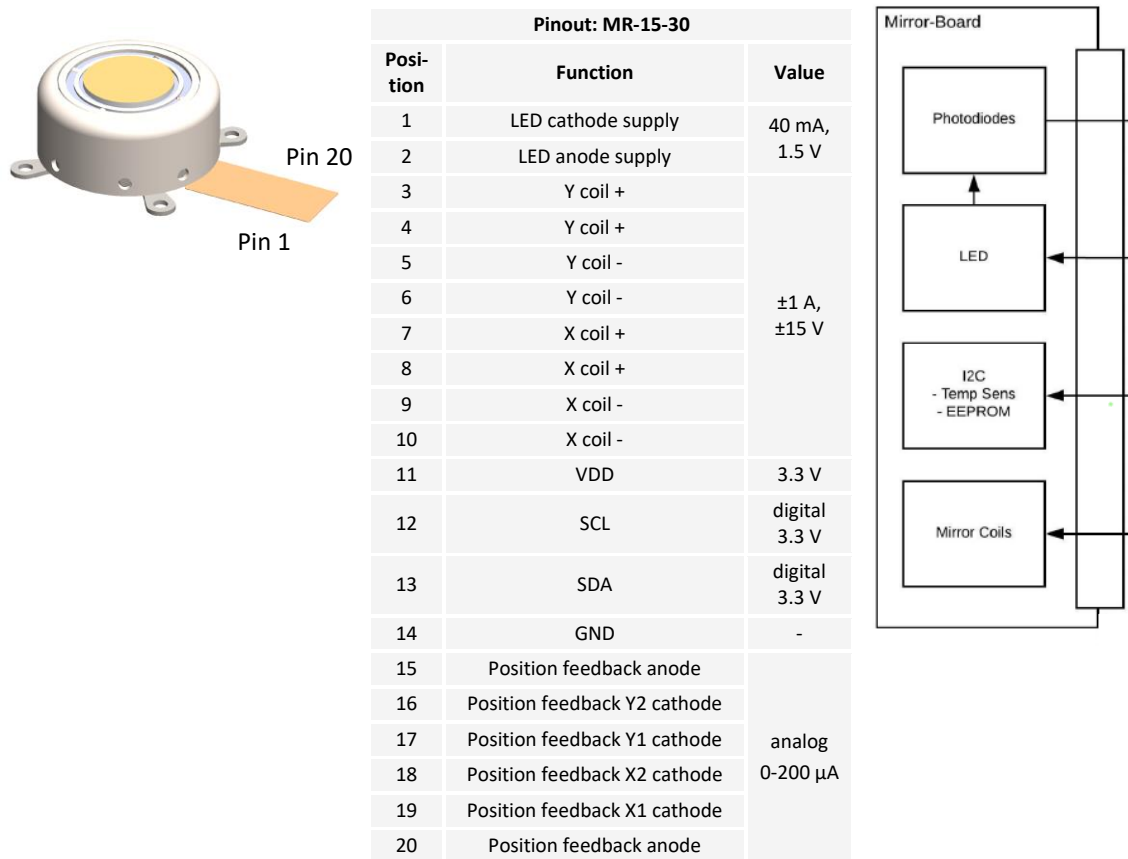 Pin 20
Pin 1
Pinout: MR-15-30
Posi-
tion
Function
Value
1 LED cathode supply
40 mA,
1.5 V
2 LED anode supply
3 Y coil +
4 Y coil +
5 Y coil -
6 Y coil -
±1 A,
±15 V
7 X coil +
8 X coil +
9 X coil -
10 X coil -
11 VDD 3.3 V
12 SCL
digital
3.3 V
13 SDA
digital
3.3 V
14 GND -
15 Position feedback anode
16 Position feedback Y2 cathode
17 Position feedback Y1 cathode
analog
0-200 µA
18 Position feedback X2 cathode
19 Position feedback X1 cathode
20 Position feedback anode
Mirror-Board
Photodiodes
LED
I2C
- Temp Sens
- EEPROM
Mirror Coils